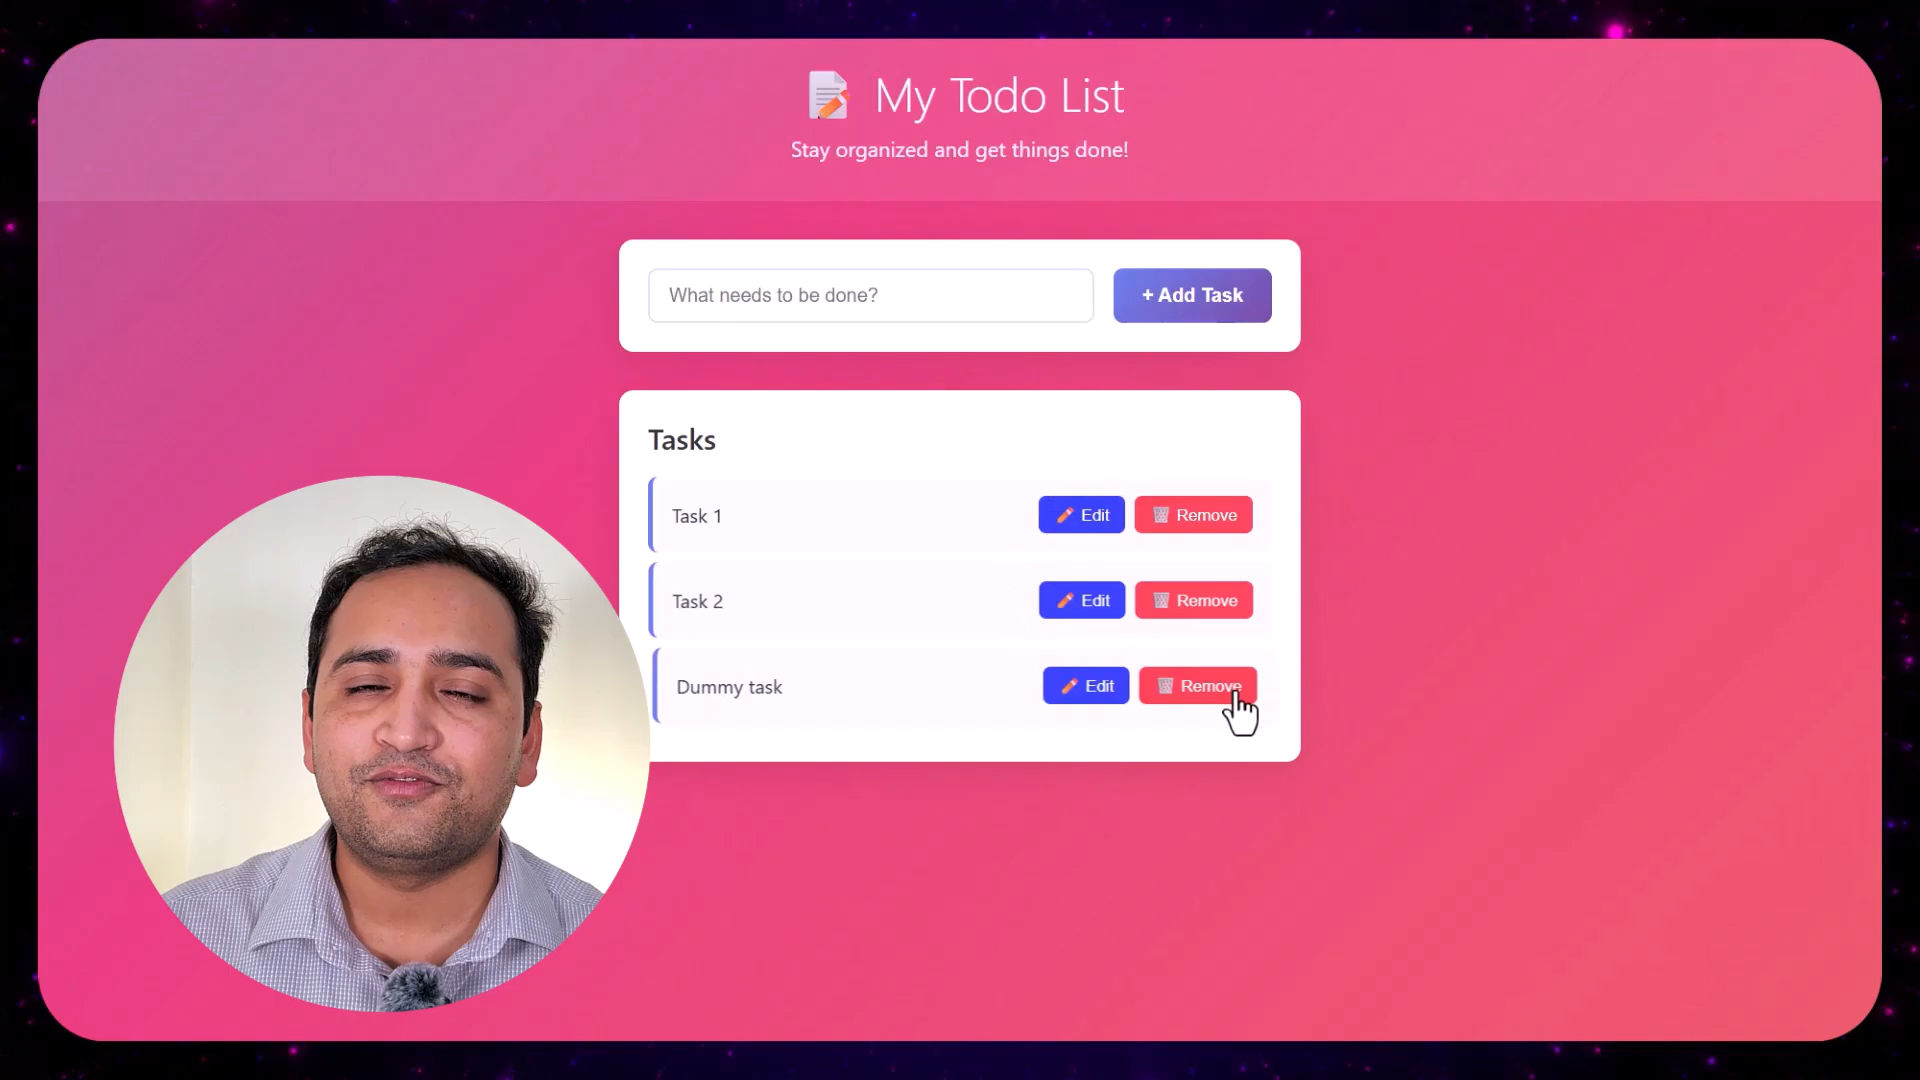 My Todo List
Stay organized and get things done!
What needs to be done?
+ Add Task
Tasks
Task 1
Edit
Remove
Task 2
Edit
Remove
Dummy task
Edit
Remove